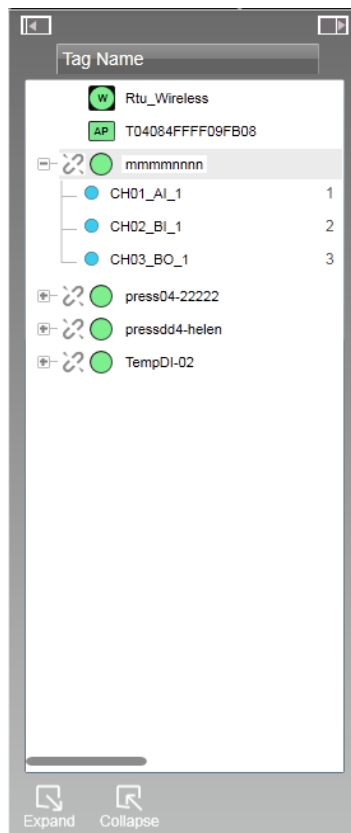 Tag Name
W Rtu_Wireless
AP T04084FFFF09FB08
mmmmnnnn
CH01_AI_1 1
CH02_BI_1 2
CH03_BO_1 3
press04-22222
pressdd4-helen
TempDI-02
Expand Collapse